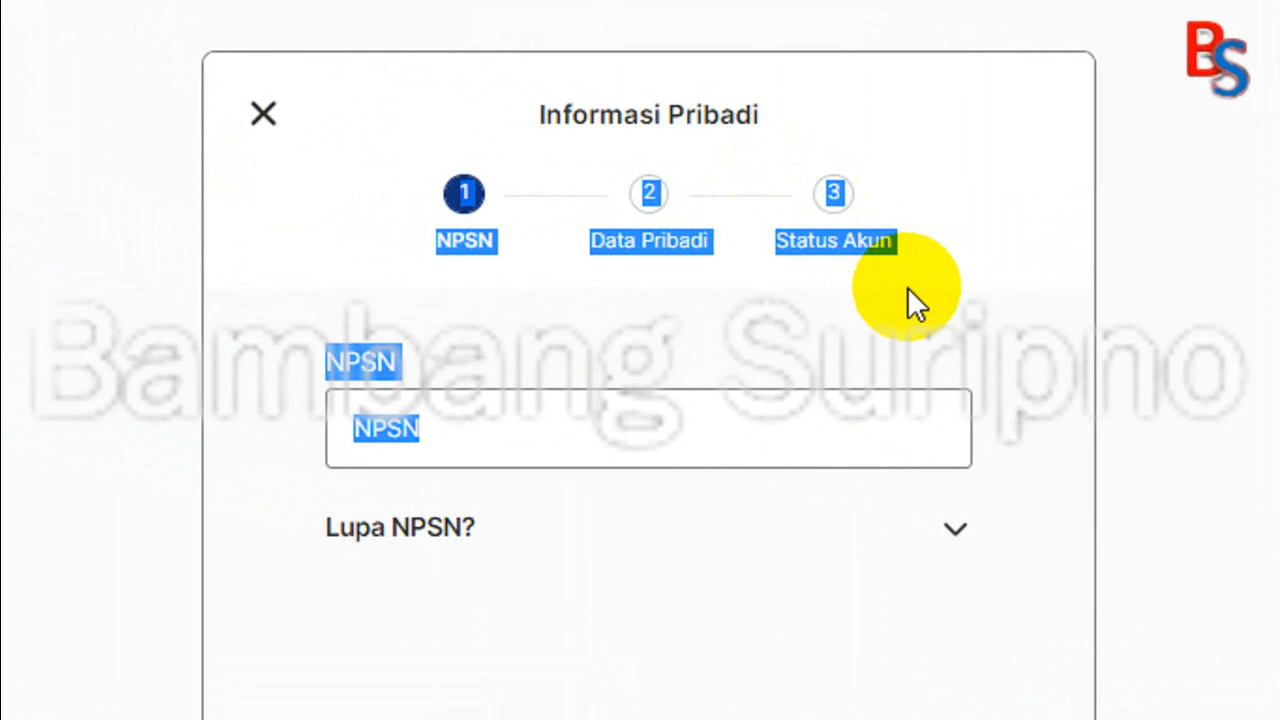 BS
Informasi Pribadi
1 2 3
NPSN Data Pribadi Status Akun
Bambang Suripno
NPSN
NPSN
Lupa NPSN?